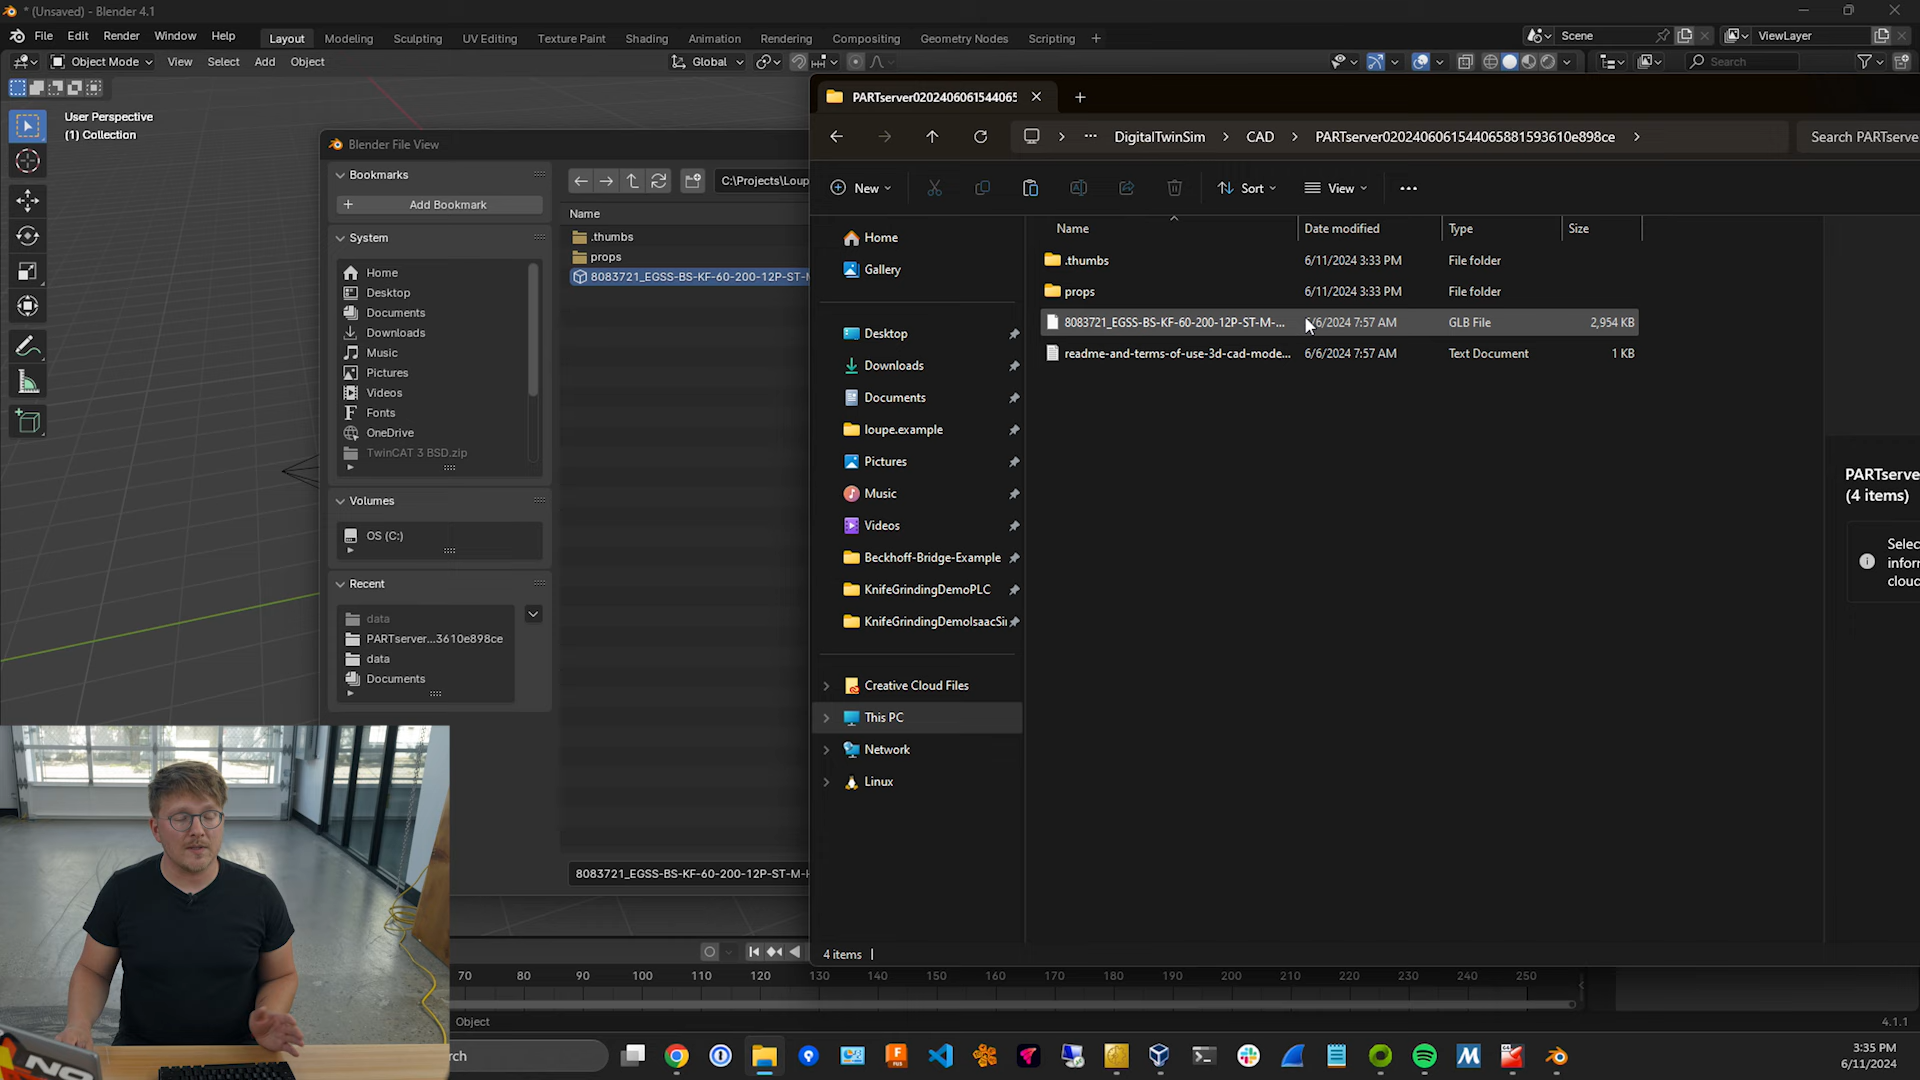 * (Unsaved) - Blender 4.1
File Edit Render Window Help
Layout Modeling Sculpting UV Editing Texture Paint Shading Animation Rendering Compositing Geometry Nodes Scripting +
Scene
ViewLayer
Object Mode View Select Add Object
Global
Search
User Perspective
(1) Collection
Blender File View
Bookmarks
Add Bookmark
System
Home
Desktop
Documents
Downloads
Music
Pictures
Videos
Fonts
OneDrive
TwinCAT 3 BSD.zip
Volumes
OS (C:)
Recent
data
PARTserver...3610e898ce
data
Documents
C:\Projects\Loup
Name
.thumbs
props
8083721_EGSS-BS-KF-60-200-12P-ST-M
8083721_EGSS-BS-KF-60-200-12P-ST-M-H
PARTserver0202406061544065
... DigitalTwinSim > CAD > PARTserver0202406061544065881593610e898ce >
Search PARTserve
New
Sort
View
...
Home
Gallery
Desktop
Downloads
Documents
loupe.example
Pictures
Music
Videos
Beckhoff-Bridge-Example
KnifeGrindingDemoPLC
KnifeGrindingDemoIsaacSi
Creative Cloud Files
This PC
Network
Linux
Name Date modified Type Size
.thumbs 6/11/2024 3:33 PM File folder
props 6/11/2024 3:33 PM File folder
8083721_EGSS-BS-KF-60-200-12P-ST-M-... 6/6/2024 7:57 AM GLB File 2,954 KB
readme-and-terms-of-use-3d-cad-mode... 6/6/2024 7:57 AM Text Document 1 KB
PARTserve
(4 items)
Selec
inforr
clouc
4 items
70 80 90 100 110 120 130 140 150 160 170 180 190 200 210 220 230 240 250
Object
4.1.1
rch
3:35 PM
6/11/2024
NO